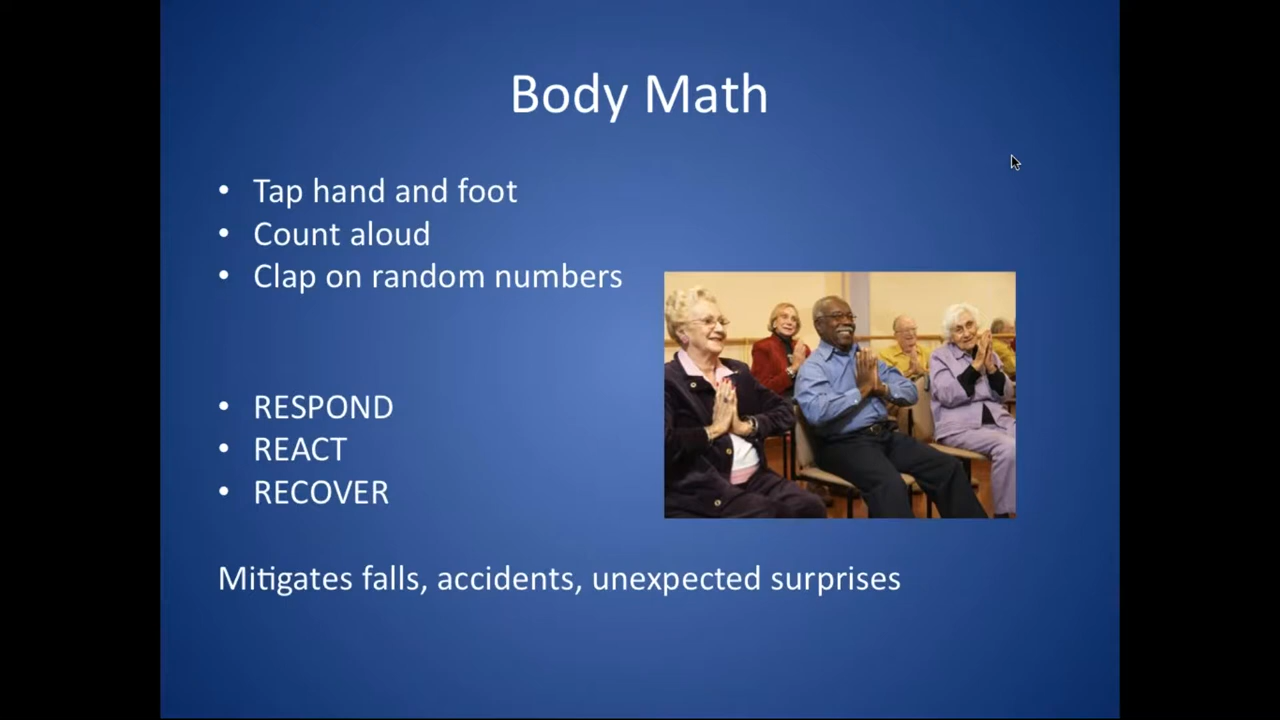 Body Math
• Tap hand and foot
• Count aloud
• Clap on random numbers
• RESPOND
• REACT
• RECOVER
Mitigates falls, accidents, unexpected surprises